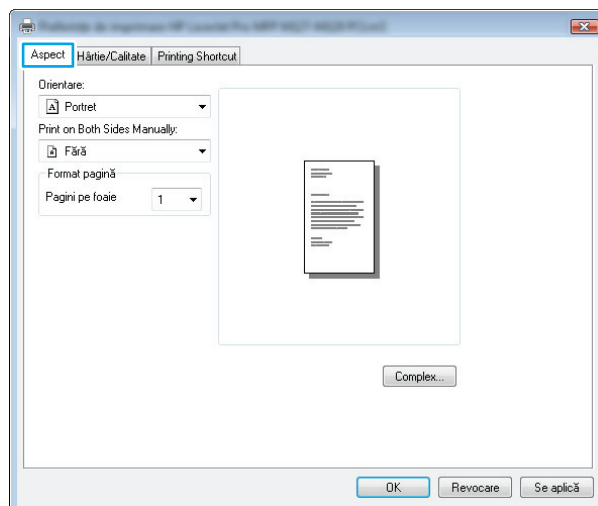 Aspect Hârtie/Calitate Printing Shortcut
Orientare:
A Portret
Print on Both Sides Manually:
Fără
Format pagină
Pagini pe foaie 1
Complex...
OK Revocare Se aplică